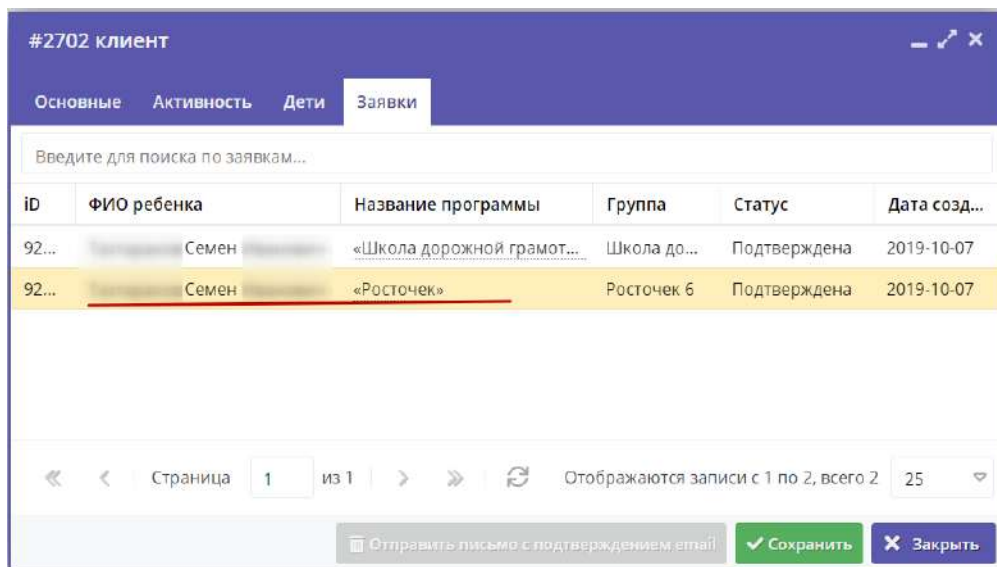 #2702 клиент
Основные Активность Дети Заявки
Введите для поиска по заявкам...
iD ФИО ребенка Название программы Группа Статус Дата созд...
92... Семен «Школа дорожной грамот... Школа до... Подтверждена 2019-10-07
92... Семен «Росточек» Росточек 6 Подтверждена 2019-10-07
Страница 1 из 1 Отображаются записи с 1 по 2, всего 2 25
Отправить письмо с подтверждением email Сохранить Закрыть